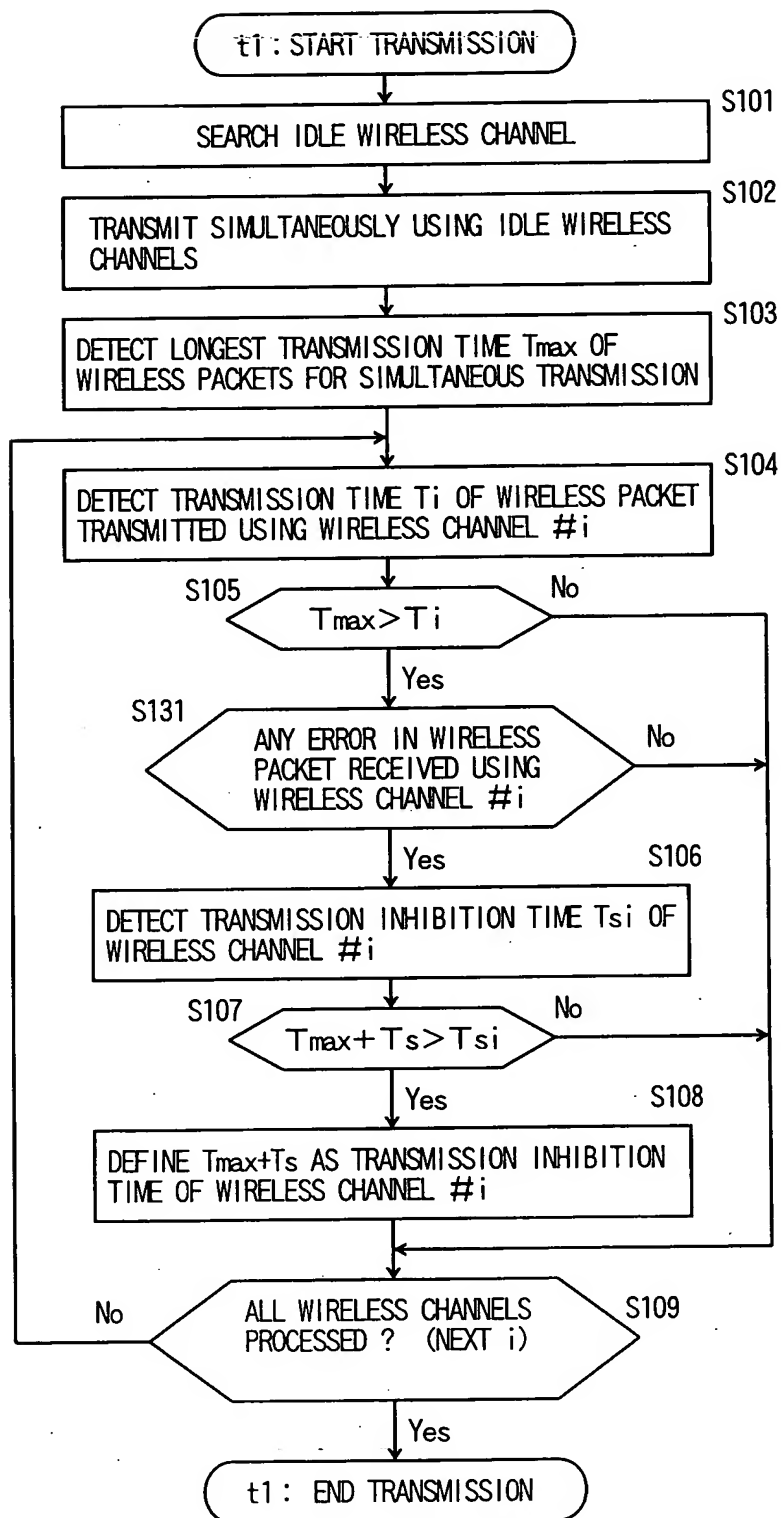 t1 : START TRANSMISSION
S101
SEARCH IDLE WIRELESS CHANNEL
S102
TRANSMIT SIMULTANEOUSLY USING IDLE WIRELESS
CHANNELS
S103
DETECT LONGEST TRANSMISSION TIME Tmax OF
WIRELESS PACKETS FOR SIMULTANEOUS TRANSMISSION
S104
DETECT TRANSMISSION TIME Ti OF WIRELESS PACKET
TRANSMITTED USING WIRELESS CHANNEL #i
S105
No
Tmax>Ti
Yes
S131
ANY ERROR IN WIRELESS
PACKET RECEIVED USING
WIRELESS CHANNEL #i
No
Yes
S106
DETECT TRANSMISSION INHIBITION TIME Tsi OF
WIRELESS CHANNEL #i
S107
No
Tmax+Ts>Tsi
Yes
S108
DEFINE Tmax+Ts AS TRANSMISSION INHIBITION
TIME OF WIRELESS CHANNEL #i
No
ALL WIRELESS CHANNELS
PROCESSED ? (NEXT i)
S109
Yes
t1 : END TRANSMISSION